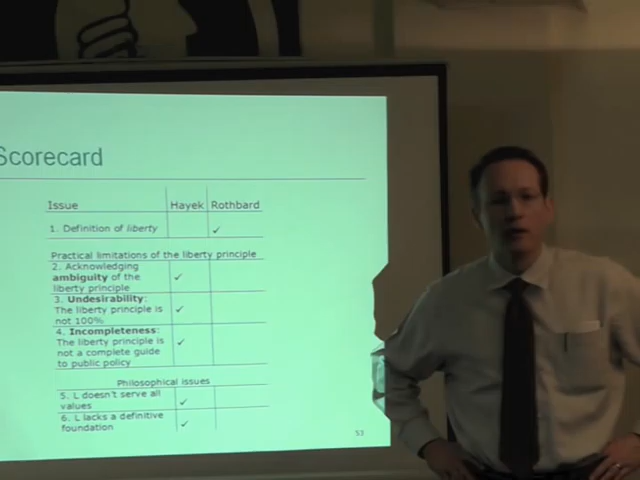 Scorecard
Issue Hayek Rothbard
1. Definition of liberty ✓
Practical limitations of the liberty principle
2. Acknowledging
ambiguity of the ✓
liberty principle
3. Undesirability:
The liberty principle is ✓
not 100%
4. Incompleteness:
The liberty principle is ✓
not a complete guide
to public policy
Philosophical issues
5. L doesn't serve all
values ✓
6. L lacks a definitive
foundation ✓
53